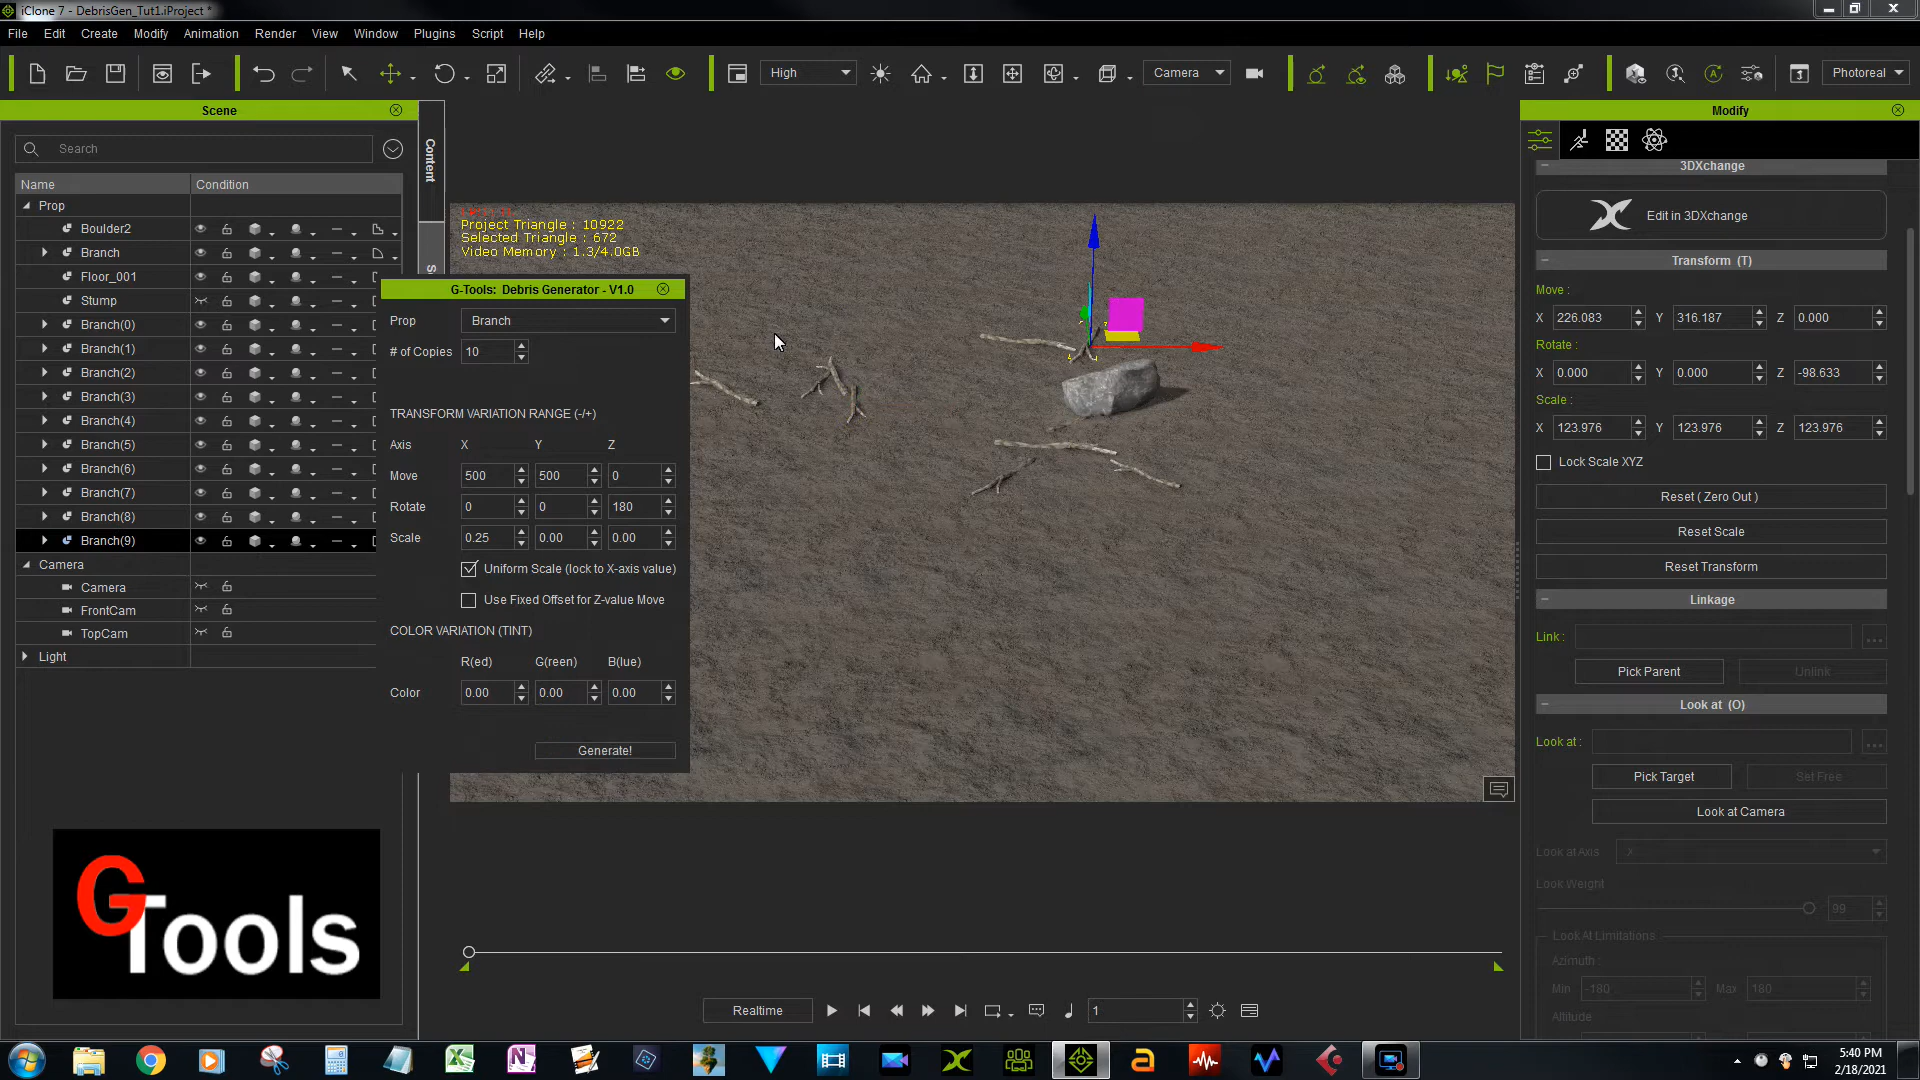 iClone 7 - DebrisGen_Tut1.iProject *
File Edit Create Modify Animation Render View Window Plugins Script Help
High Camera Photoreal
Scene
Search
Name Condition
Prop
Boulder2
Branch
Floor_001
Stump
Branch(0)
Branch(1)
Branch(2)
Branch(3)
Branch(4)
Branch(5)
Branch(6)
Branch(7)
Branch(8)
Branch(9)
Camera
Camera
FrontCam
TopCam
Light
G
Tools
Content
Project Triangle : 10922
Selected Triangle : 672
Video Memory : 1.3/4.0GB
G-Tools: Debris Generator - V1.0
Prop Branch
# of Copies 10
TRANSFORM VARIATION RANGE (-/+)
Axis X Y Z
Move 500 500 0
Rotate 0 0 180
Scale 0.25 0.00 0.00
Uniform Scale (lock to X-axis value)
Use Fixed Offset for Z-value Move
COLOR VARIATION (TINT)
R(ed) G(reen) B(lue)
Color 0.00 0.00 0.00
Generate!
Realtime 1
Modify
3DXchange
Edit in 3DXchange
Transform (T)
Move :
X 226.083 Y 316.187 Z 0.000
Rotate :
X 0.000 Y 0.000 Z -98.633
Scale :
X 123.976 Y 123.976 Z 123.976
Lock Scale XYZ
Reset ( Zero Out )
Reset Scale
Reset Transform
Linkage
Link : ...
Pick Parent Unlink
Look at (O)
Look at : ...
Pick Target Set Free
Look at Camera
Look at Axis X
Look Weight
99
Look At Limitations
Azimuth :
Min -180 Max 180
Altitude
5:40 PM
2/18/2021